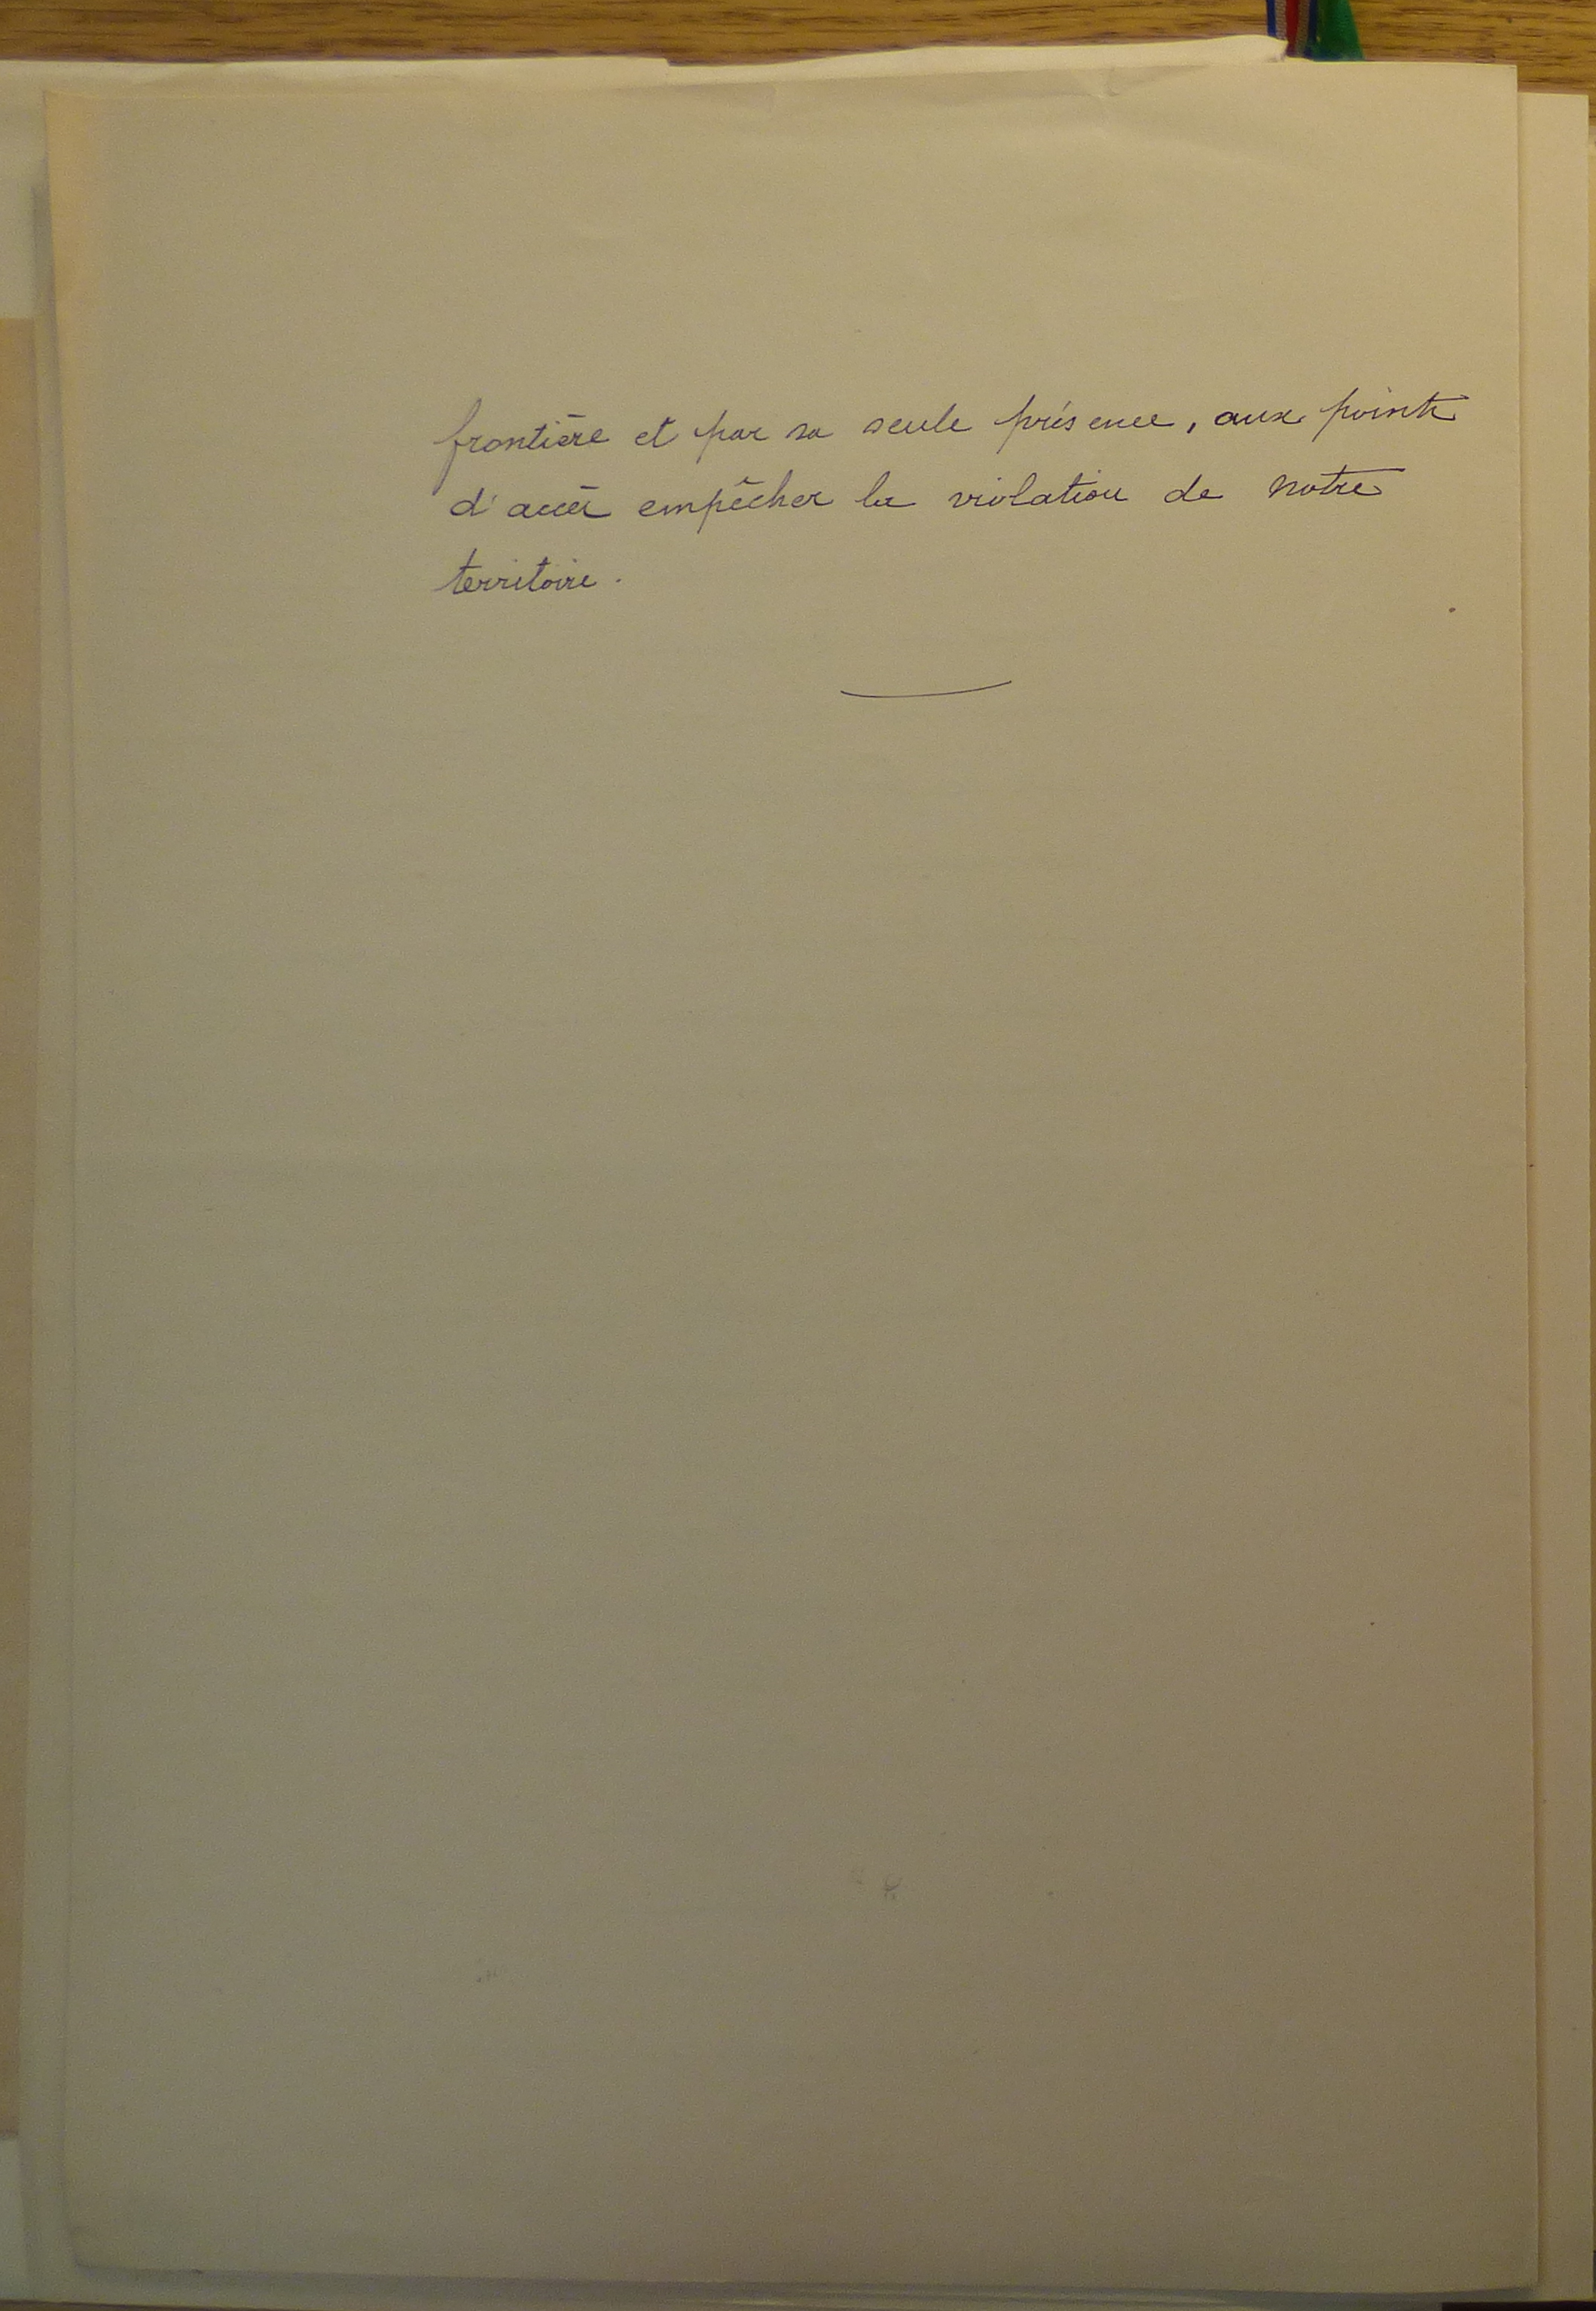 frontière et par sa seule présence, aux points
d'accès empêcher la violation de notre
territoire.